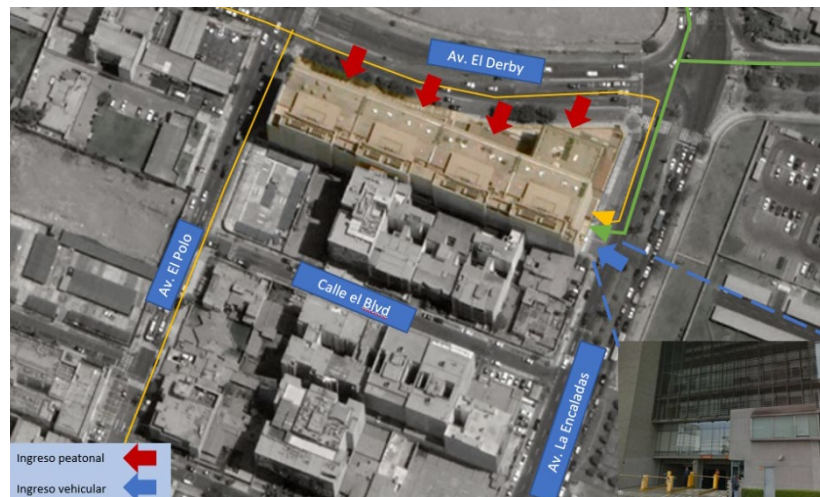 Av. El Derby
Av. El Polo
Calle el Blvd
Av. La Encaladas
Ingreso peatonal
Ingreso vehicular